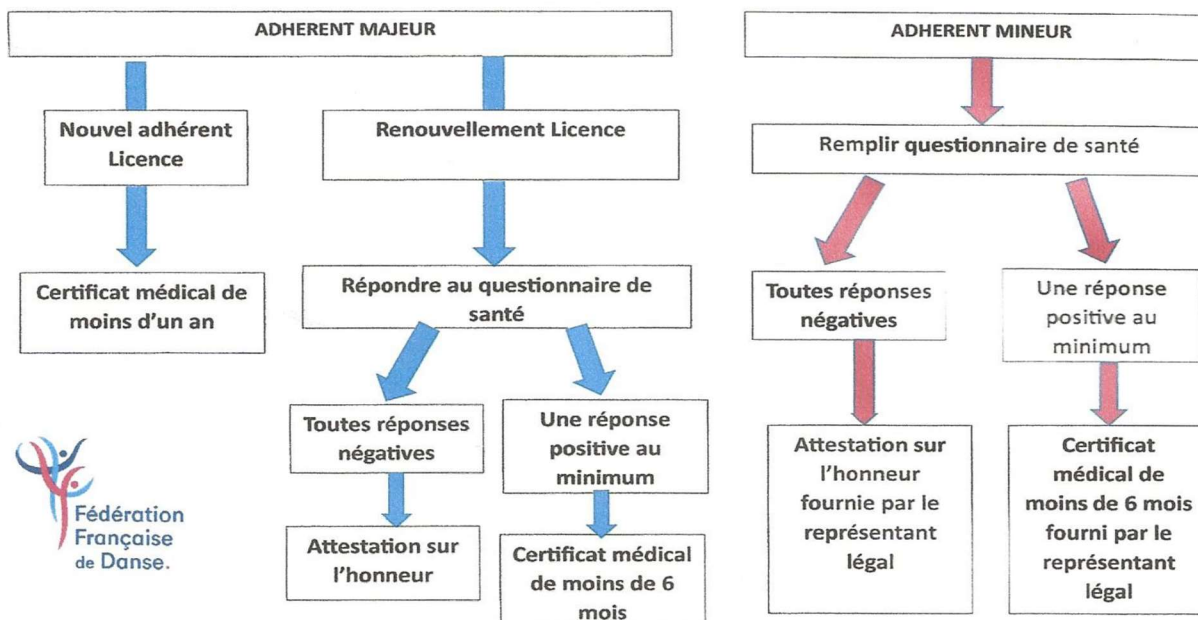 ADHERENT MAJEUR
Nouvel adhérent
Licence
Certificat médical de
moins d'un an
Renouvellement Licence
Répondre au questionnaire de
santé
Toutes réponses
négatives
Attestation sur
l'honneur
Une réponse
positive au
minimum
Certificat médical
de moins de 6
mois
ADHERENT MINEUR
Remplir questionnaire de santé
Toutes réponses
négatives
Attestation sur
l'honneur
fournie par le
représentant
légal
Une réponse
positive au
minimum
Certificat
médical de
moins de 6 mois
fourni par le
représentant
légal
Fédération
Française
de Danse.